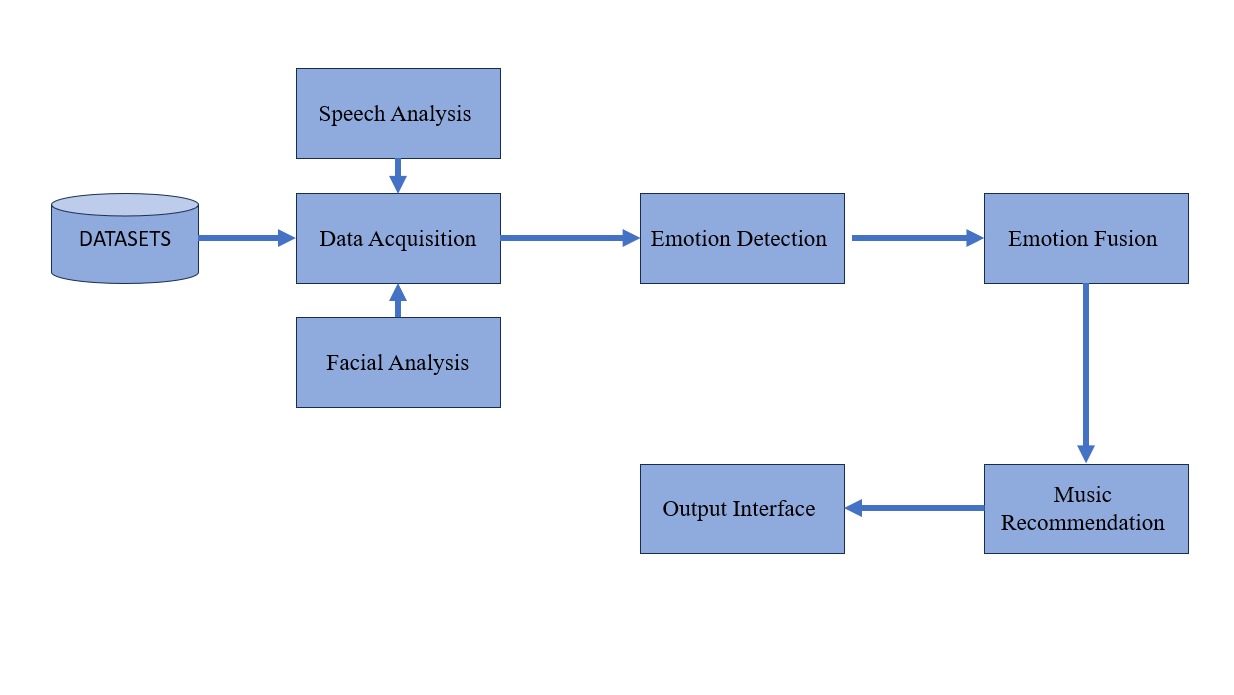 Speech Analysis
DATASETS
Data Acquisition
Emotion Detection
Emotion Fusion
Facial Analysis
Output Interface
Music
Recommendation